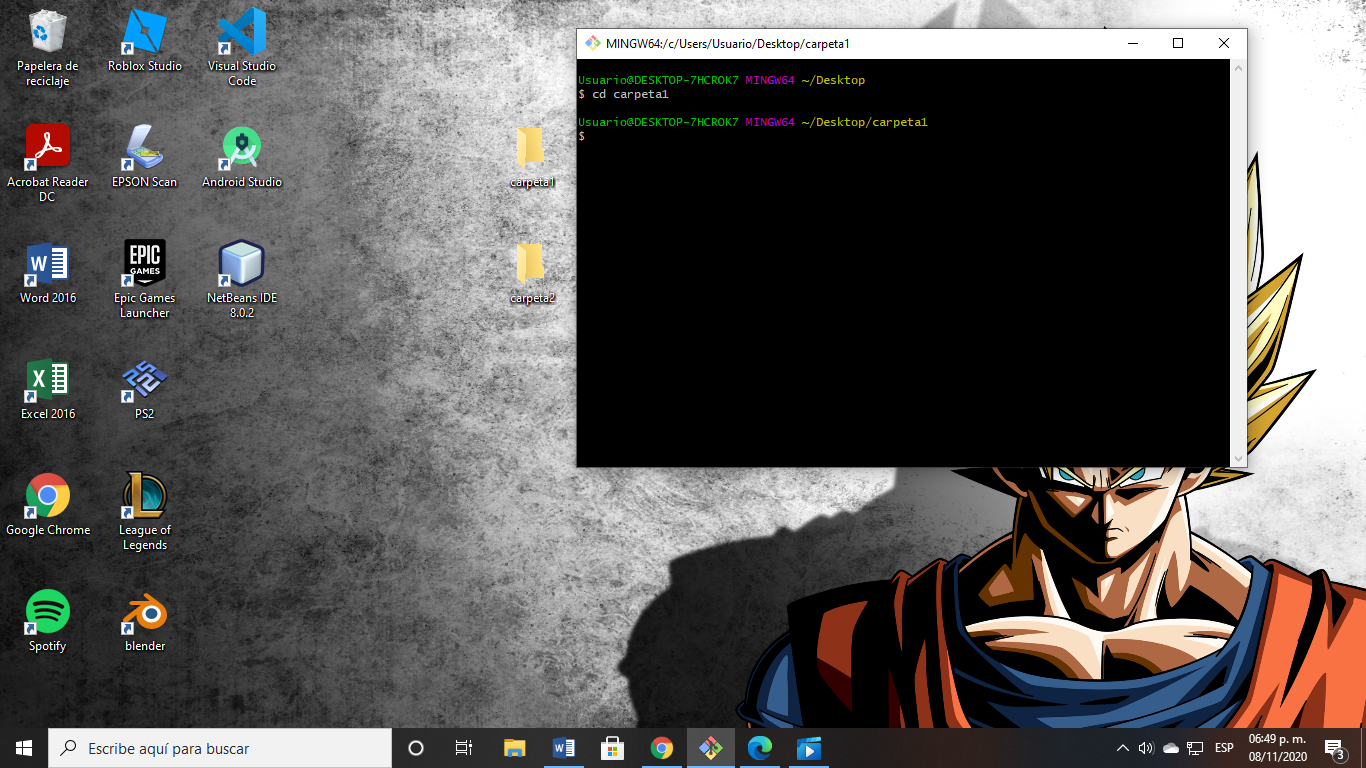 Papelera de
reciclaje
Roblox Studio
Visual Studio
Code
Acrobat Reader
DC
EPSON Scan
Android Studio
Word 2016
EPIC
GAMES
Epic Games
Launcher
NetBeans IDE
8.0.2
Excel 2016
PS2
Google Chrome
League of
Legends
Spotify
blender
carpeta1
carpeta2
MINGW64:/c/Users/Usuario/Desktop/carpeta1
Usuario@DESKTOP-7HCROK7 MINGW64 ~/Desktop
$ cd carpeta1
Usuario@DESKTOP-7HCROK7 MINGW64 ~/Desktop/carpeta1
$
Escribe aquí para buscar
ESP
06:49 p. m.
08/11/2020
3